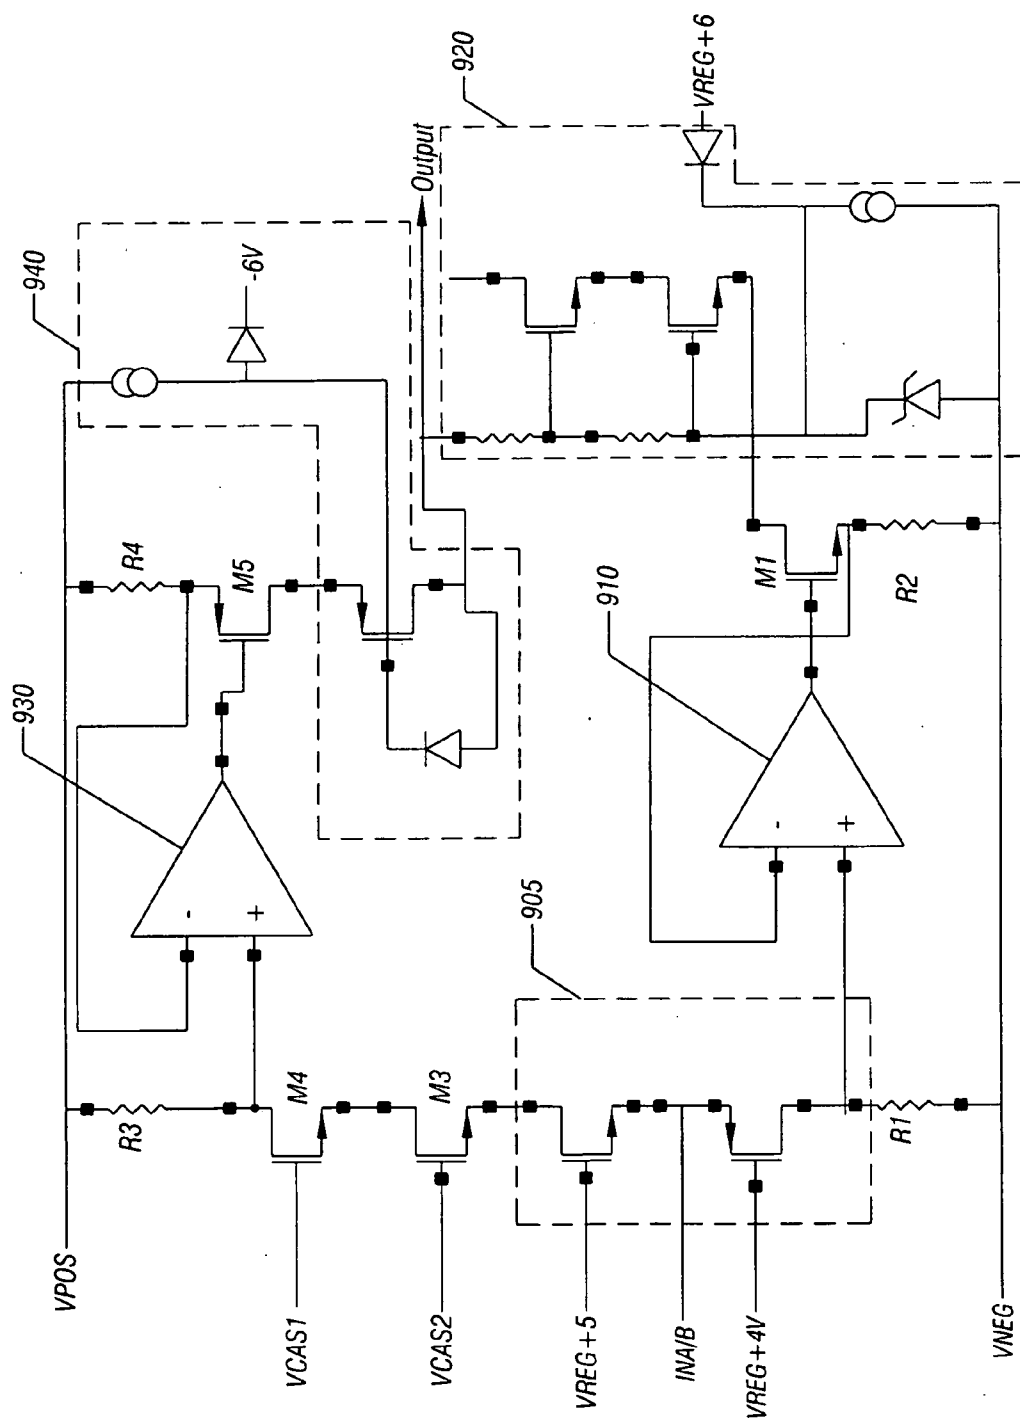 940
930
920
VPOS
R4
-6V
Output
VREG+6
M5
-
+
R3
M4
VCAS1
M3
VCAS2
905
910
M1
R2
-
+
VREG+5
INA/B
VREG+4V
R1
VNEG